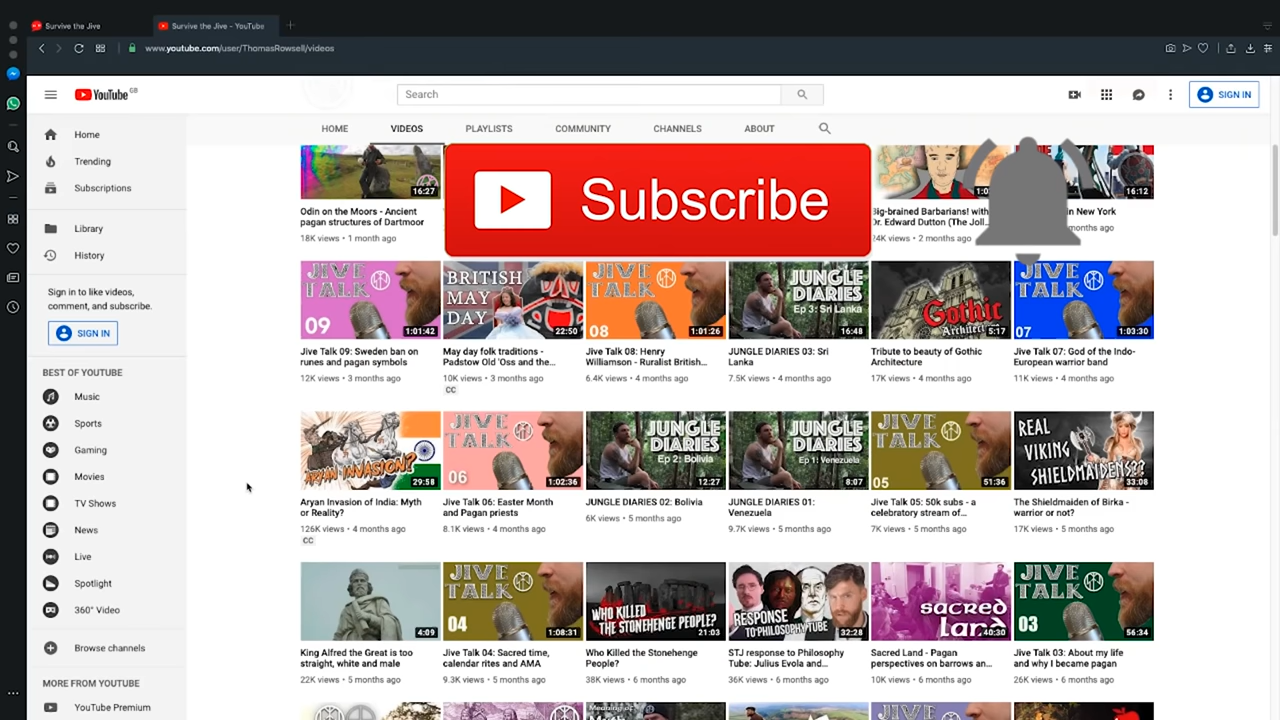 Survive the Jive
Survive the Jive - YouTube
www.youtube.com/user/ThomasRowsell/videos
YouTube GB
Search
SIGN IN
HOME
VIDEOS
PLAYLISTS
COMMUNITY
CHANNELS
ABOUT
Home
Trending
Subscriptions
Library
History
Sign in to like videos,
comment, and subscribe.
SIGN IN
BEST OF YOUTUBE
Music
Sports
Gaming
Movies
TV Shows
News
Live
Spotlight
360° Video
Browse channels
MORE FROM YOUTUBE
YouTube Premium
Subscribe
16:27
Odin on the Moors - Ancient
pagan structures of Dartmoor
18K views • 1 month ago
Big-brained Barbarians! with
Dr. Edward Dutton (The Joll...
24K views • 2 months ago
16:12
in New York
months ago
JIVE TALK
09
1:01:42
Jive Talk 09: Sweden ban on
runes and pagan symbols
12K views • 3 months ago
BRITISH
MAY
DAY
22:50
May day folk traditions -
Padstow Old 'Oss and the...
10K views • 3 months ago
CC
JIVE TALK
08
1:01:26
Jive Talk 08: Henry
Williamson - Ruralist British...
6.4K views • 4 months ago
JUNGLE
DIARIES
Ep 3: Sri Lanka
16:48
JUNGLE DIARIES 03: Sri
Lanka
7.5K views • 4 months ago
Gothic
Architect
5:17
Tribute to beauty of Gothic
Architecture
17K views • 4 months ago
JIVE TALK
07
1:03:30
Jive Talk 07: God of the Indo-
European warrior band
11K views • 4 months ago
ARYAN INVASION?
29:58
Aryan Invasion of India: Myth
or Reality?
126K views • 4 months ago
CC
JIVE TALK
06
1:02:36
Jive Talk 06: Easter Month
and Pagan priests
8.1K views • 4 months ago
JUNGLE
DIARIES
Ep 2: Bolivia
12:27
JUNGLE DIARIES 02: Bolivia
6K views • 5 months ago
JUNGLE
DIARIES
Ep 1: Venezuela
8:07
JUNGLE DIARIES 01:
Venezuela
9.7K views • 5 months ago
JIVE TALK
05
51:36
Jive Talk 05: 50k subs - a
celebratory stream of...
7K views • 5 months ago
REAL
VIKING
SHIELDMAIDENS??
33:08
The Shieldmaiden of Birka -
warrior or not?
17K views • 5 months ago
4:09
King Alfred the Great is too
straight, white and male
22K views • 5 months ago
JIVE TALK
04
1:08:31
Jive Talk 04: Sacred time,
calendar rites and AMA
9.3K views • 5 months ago
WHO KILLED
THE STONEHENGE PEOPLE?
21:03
Who Killed the Stonehenge
People?
38K views • 6 months ago
RESPONSE
TO PHILOSOPHY TUBE
32:28
STJ response to Philosophy
Tube: Julius Evola and...
36K views • 6 months ago
sacred
Land
40:30
Sacred Land - Pagan
perspectives on barrows an...
10K views • 6 months ago
JIVE TALK
03
56:34
Jive Talk 03: About my life
and why I became pagan
26K views • 6 months ago